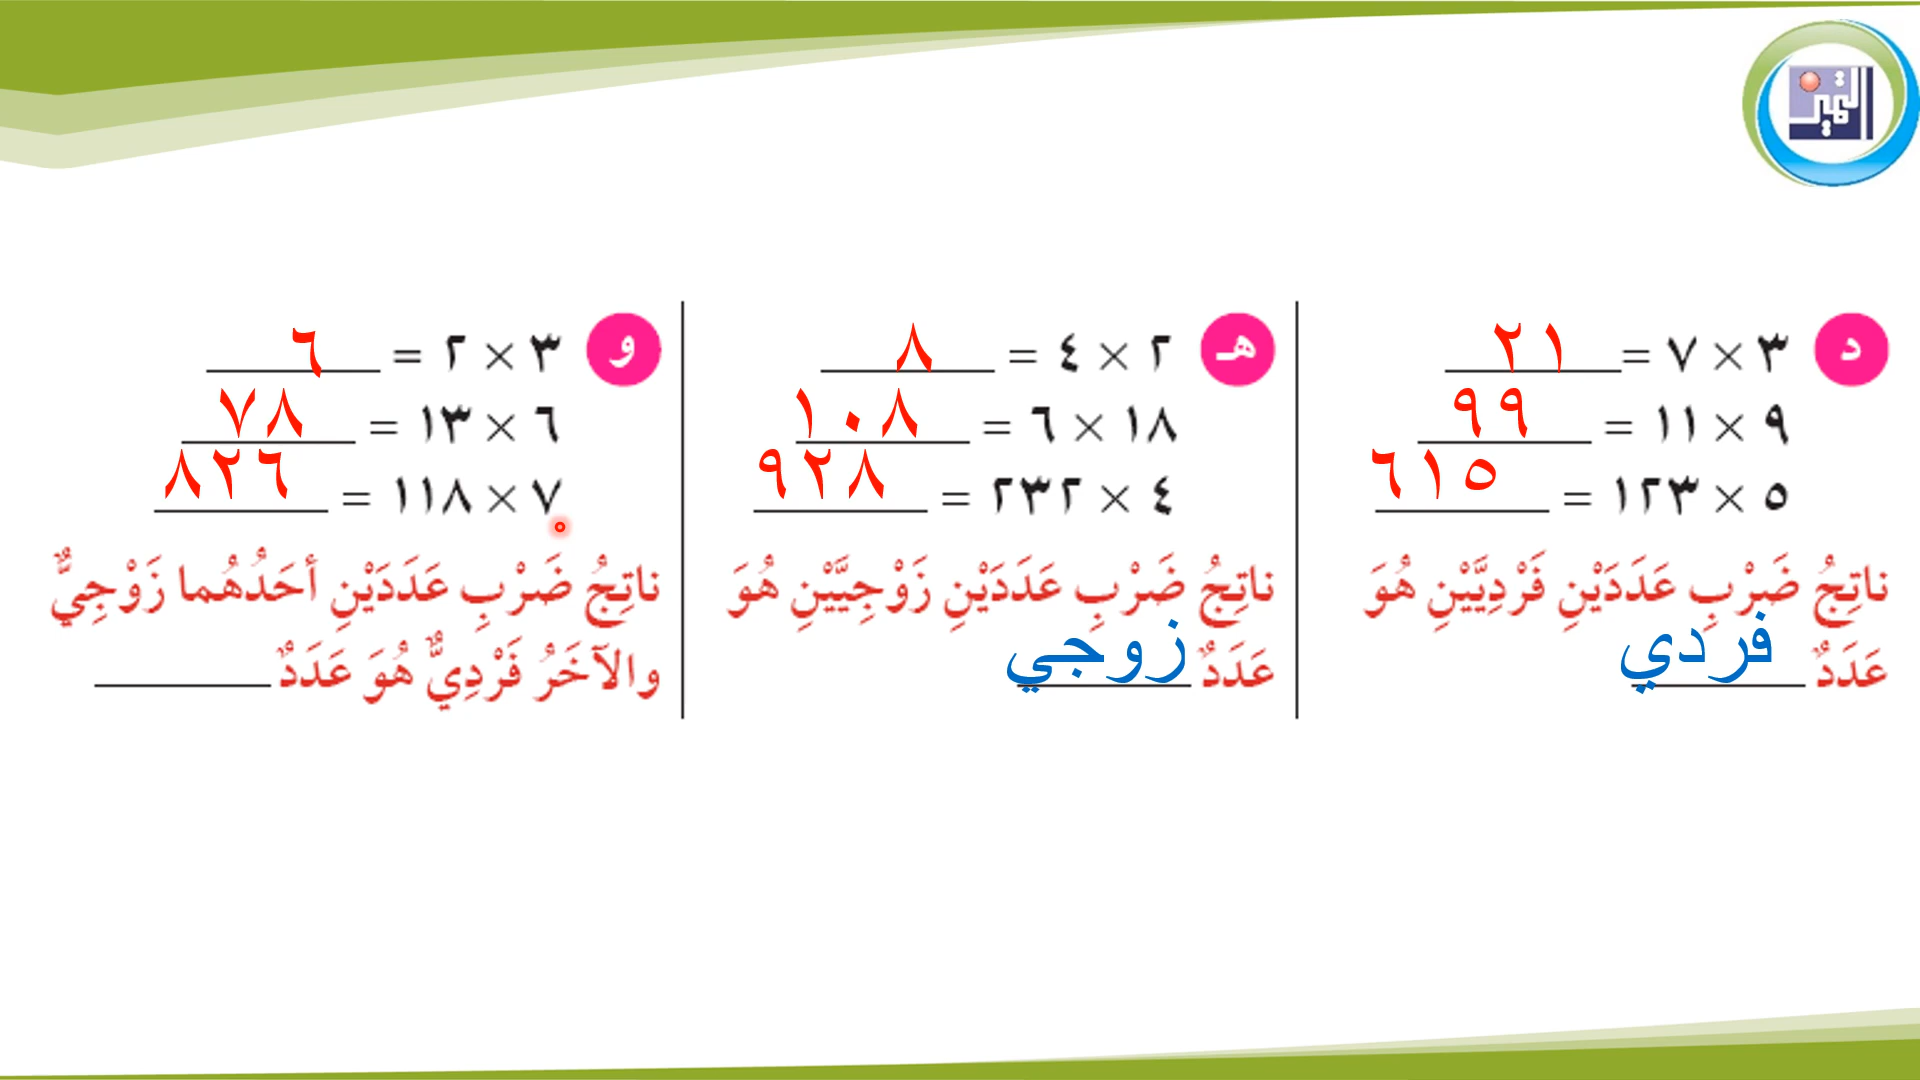 التميز
د
٣ × ٧ = ٢١
٩ × ١١ = ٩٩
٥ × ١٢٣ = ٦١٥
ناتِجُ ضَرْبِ عَدَدَيْنِ فَرْدِيَّيْنِ هُوَ
عَدَدٌ فردي
هـ
٢ × ٤ = ٨
١٨ × ٦ = ١٠٨
٤ × ٢٣٢ = ٩٢٨
ناتِجُ ضَرْبِ عَدَدَيْنِ زَوْجِيَّيْنِ هُوَ
عَدَدٌ زوجي
و
٣ × ٢ = ٦
٦ × ١٣ = ٧٨
٧ × ١١٨ = ٨٢٦
ناتِجُ ضَرْبِ عَدَدَيْنِ أحَدُهُما زَوْجِيٌّ
والآخَرُ فَرْدِيٌّ هُوَ عَدَدٌ